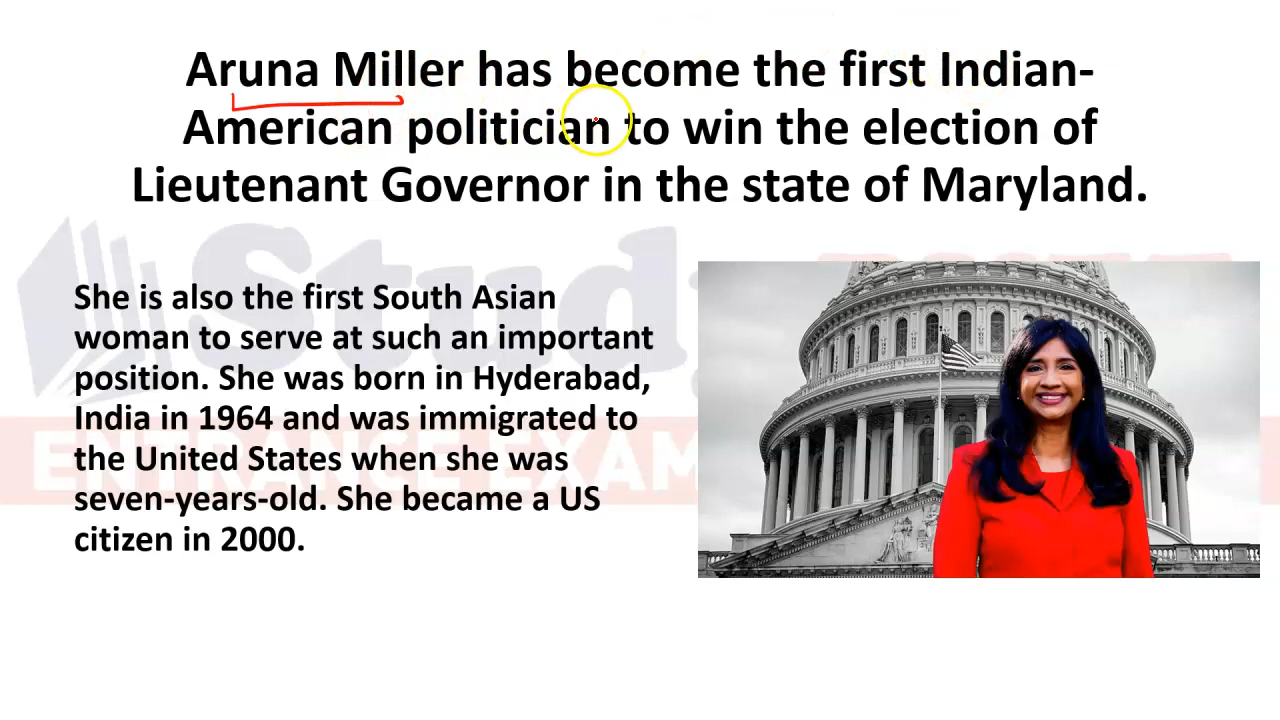 Aruna Miller has become the first Indian-
American politician to win the election of
Lieutenant Governor in the state of Maryland.
She is also the first South Asian
woman to serve at such an important
position. She was born in Hyderabad,
India in 1964 and was immigrated to
the United States when she was
seven-years-old. She became a US
citizen in 2000.
Study
ENTRANCE EXAM